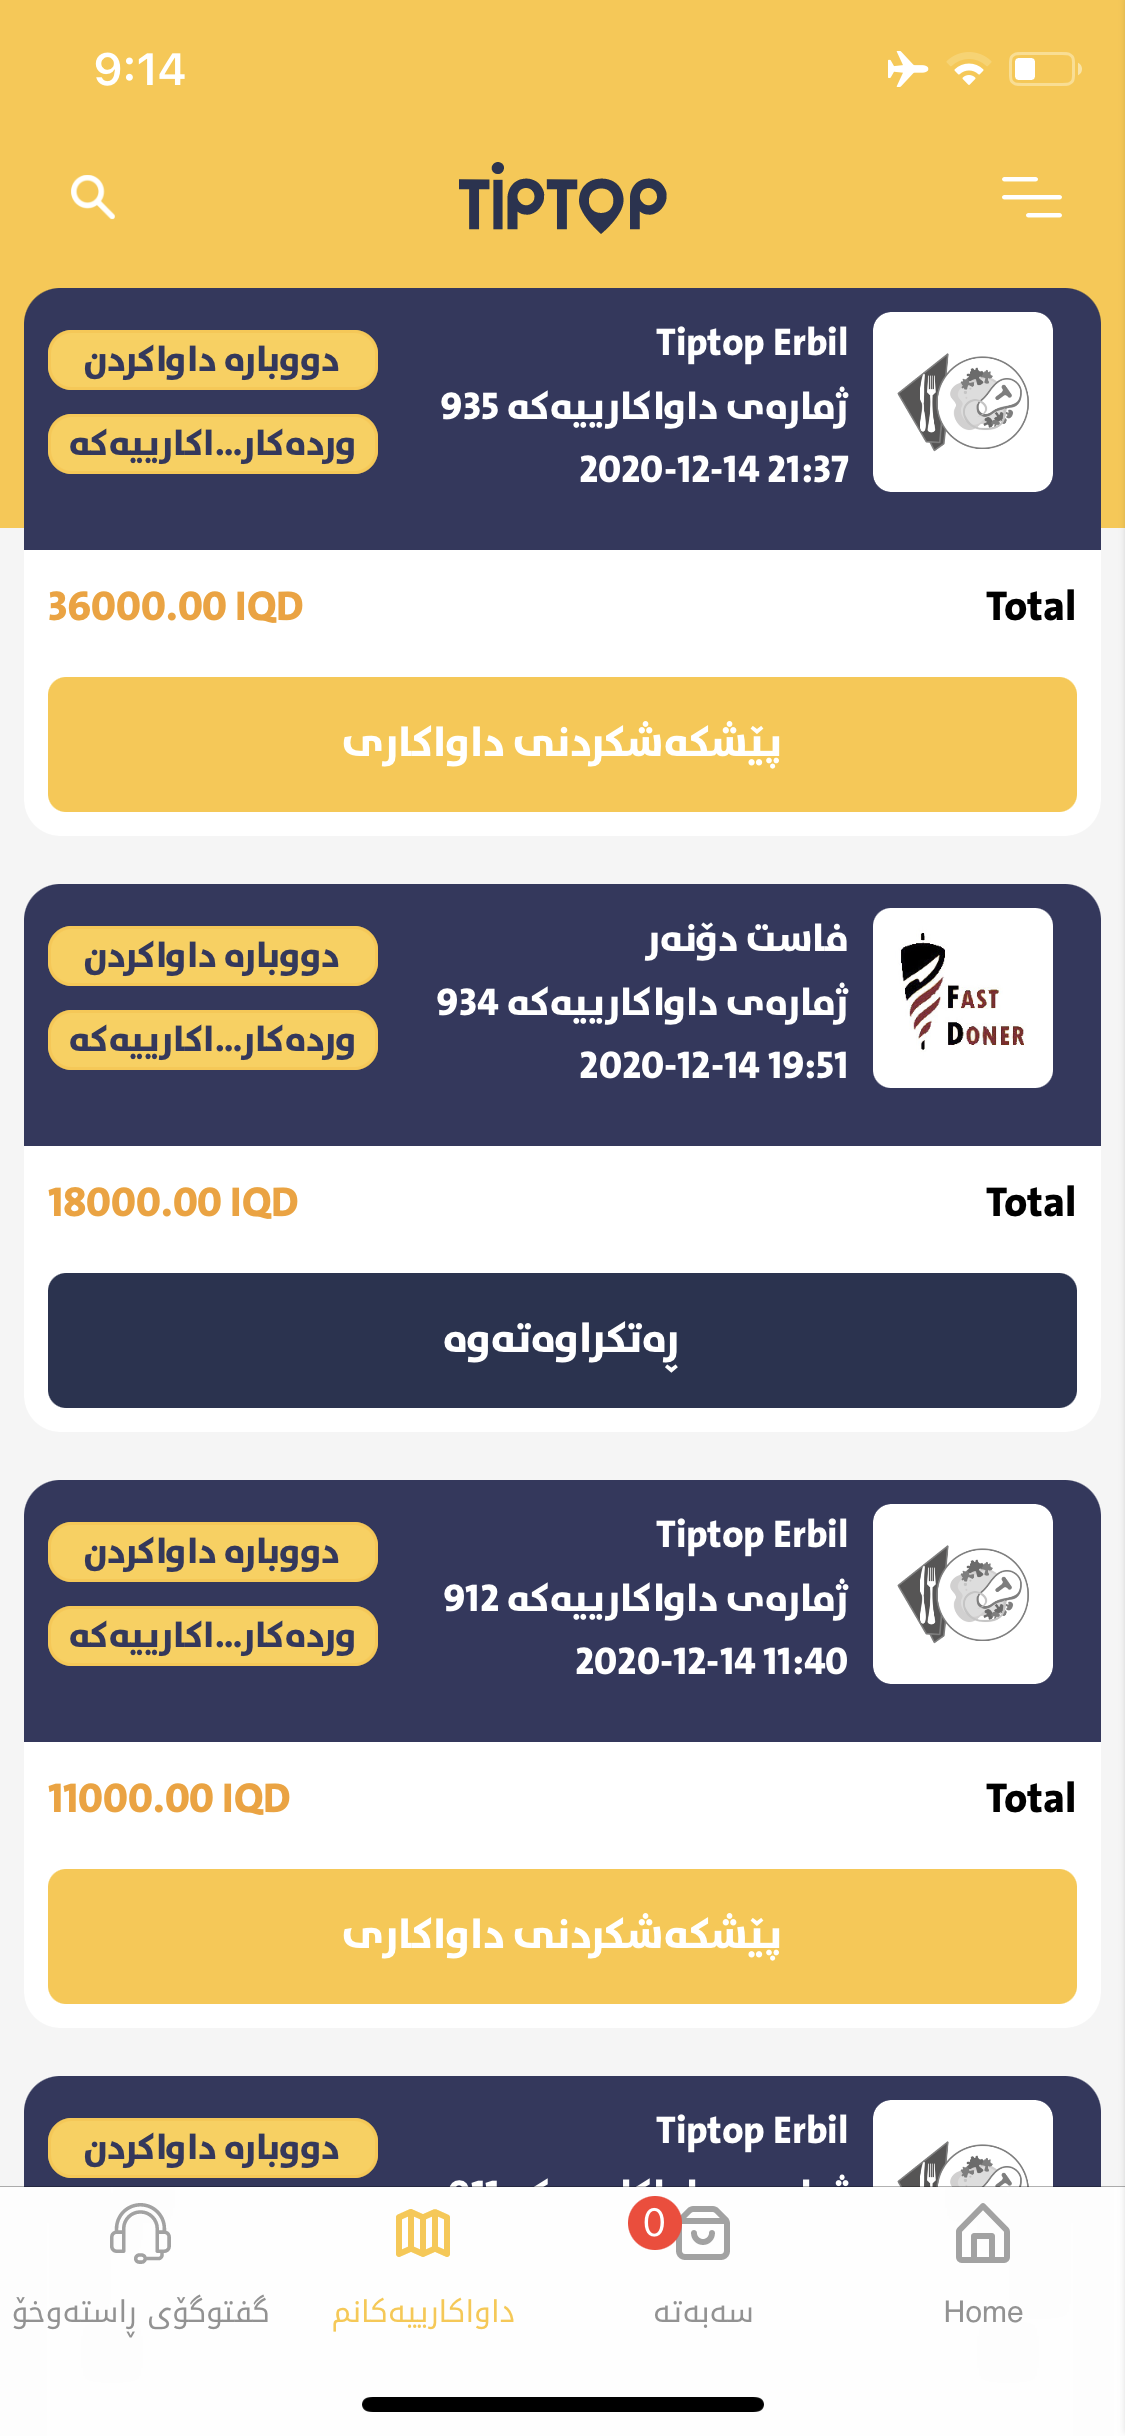 9:14
TiPTOP
Tiptop Erbil
ژمارەی داواکارییەکە 935
2020-12-14 21:37
دووبارە داواکردن
وردەکار...اکارییەکە
Total
36000.00 IQD
پێشکەشکردنی داواکاری
فاست دۆنەر
ژمارەی داواکارییەکە 934
2020-12-14 19:51
دووبارە داواکردن
وردەکار...اکارییەکە
FAST
DONER
Total
18000.00 IQD
ڕەتکراوەتەوە
Tiptop Erbil
ژمارەی داواکارییەکە 912
2020-12-14 11:40
دووبارە داواکردن
وردەکار...اکارییەکە
Total
11000.00 IQD
پێشکەشکردنی داواکاری
Tiptop Erbil
دووبارە داواکردن
Home
0
سەبەتە
داواکارییەکانم
گفتوگۆی ڕاستەوخۆ